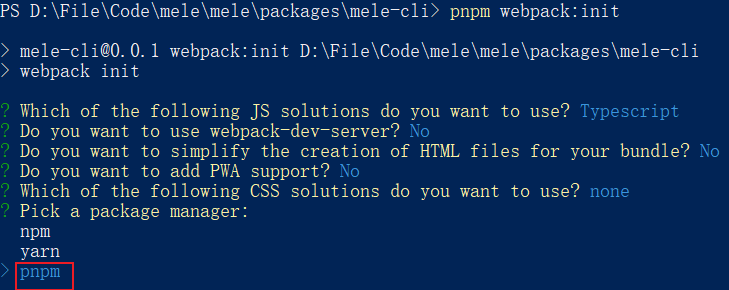 PS D:\File\Code\mele\mele\packages\mele-cli> pnpm webpack:init
> mele-cli@0.0.1 webpack:init D:\File\Code\mele\mele\packages\mele-cli
> webpack init
? Which of the following JS solutions do you want to use? Typescript
? Do you want to use webpack-dev-server? No
? Do you want to simplify the creation of HTML files for your bundle? No
? Do you want to add PWA support? No
? Which of the following CSS solutions do you want to use? none
? Pick a package manager:
npm
yarn
> pnpm